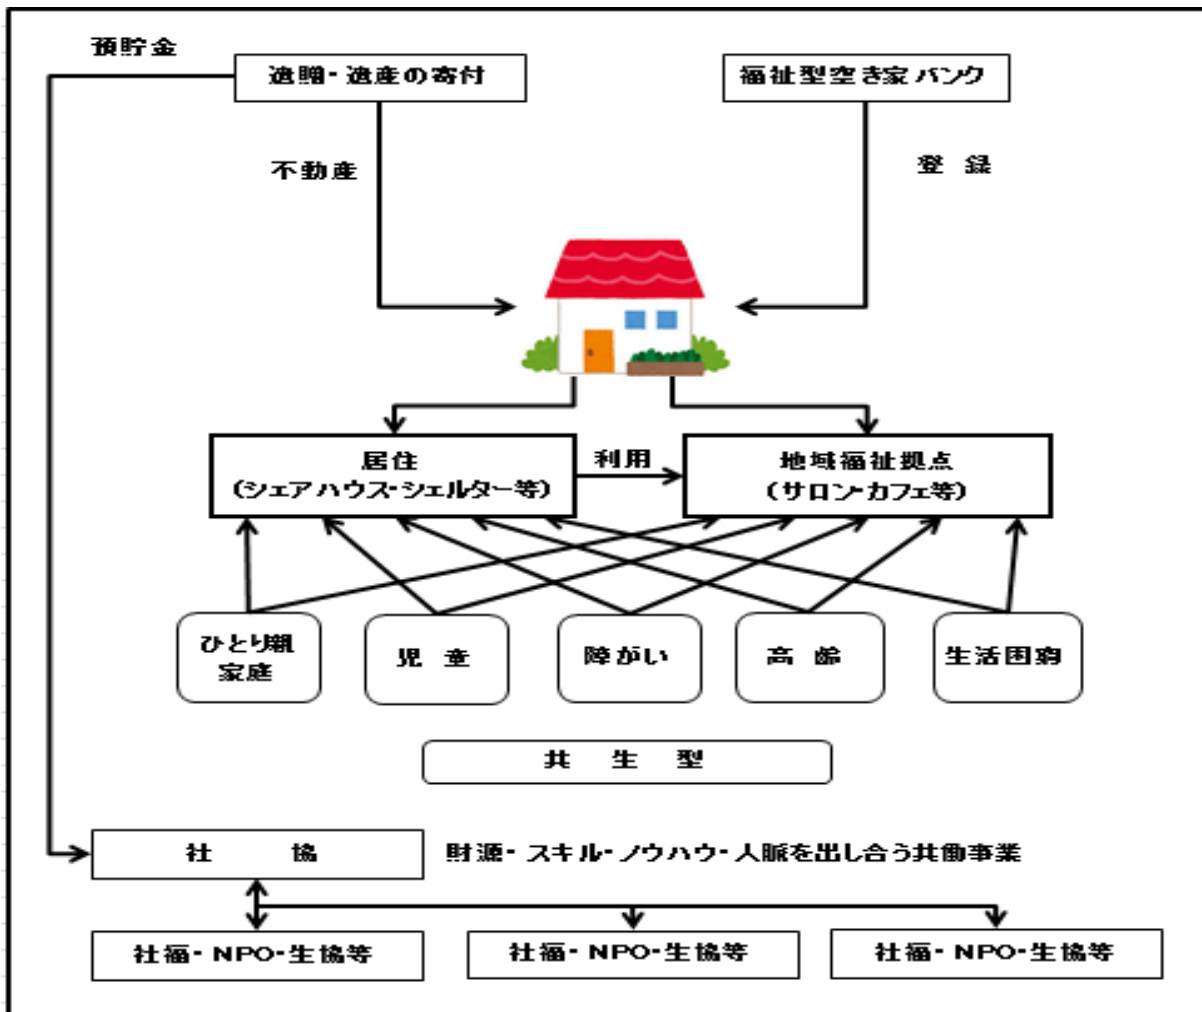 預貯金
遺贈・遺産の寄付
福祉型空き家バンク
不動産
登 録
居住
(シェアハウス・シェルター等)
利用
地域福祉拠点
(サロン・カフェ等)
ひとり親
家庭
児 童
障がい
高 齢
生活困窮
共 生 型
社 協
財源・スキル・ノウハウ・人脈を出し合う共働事業
社福・NPO・生協等
社福・NPO・生協等
社福・NPO・生協等